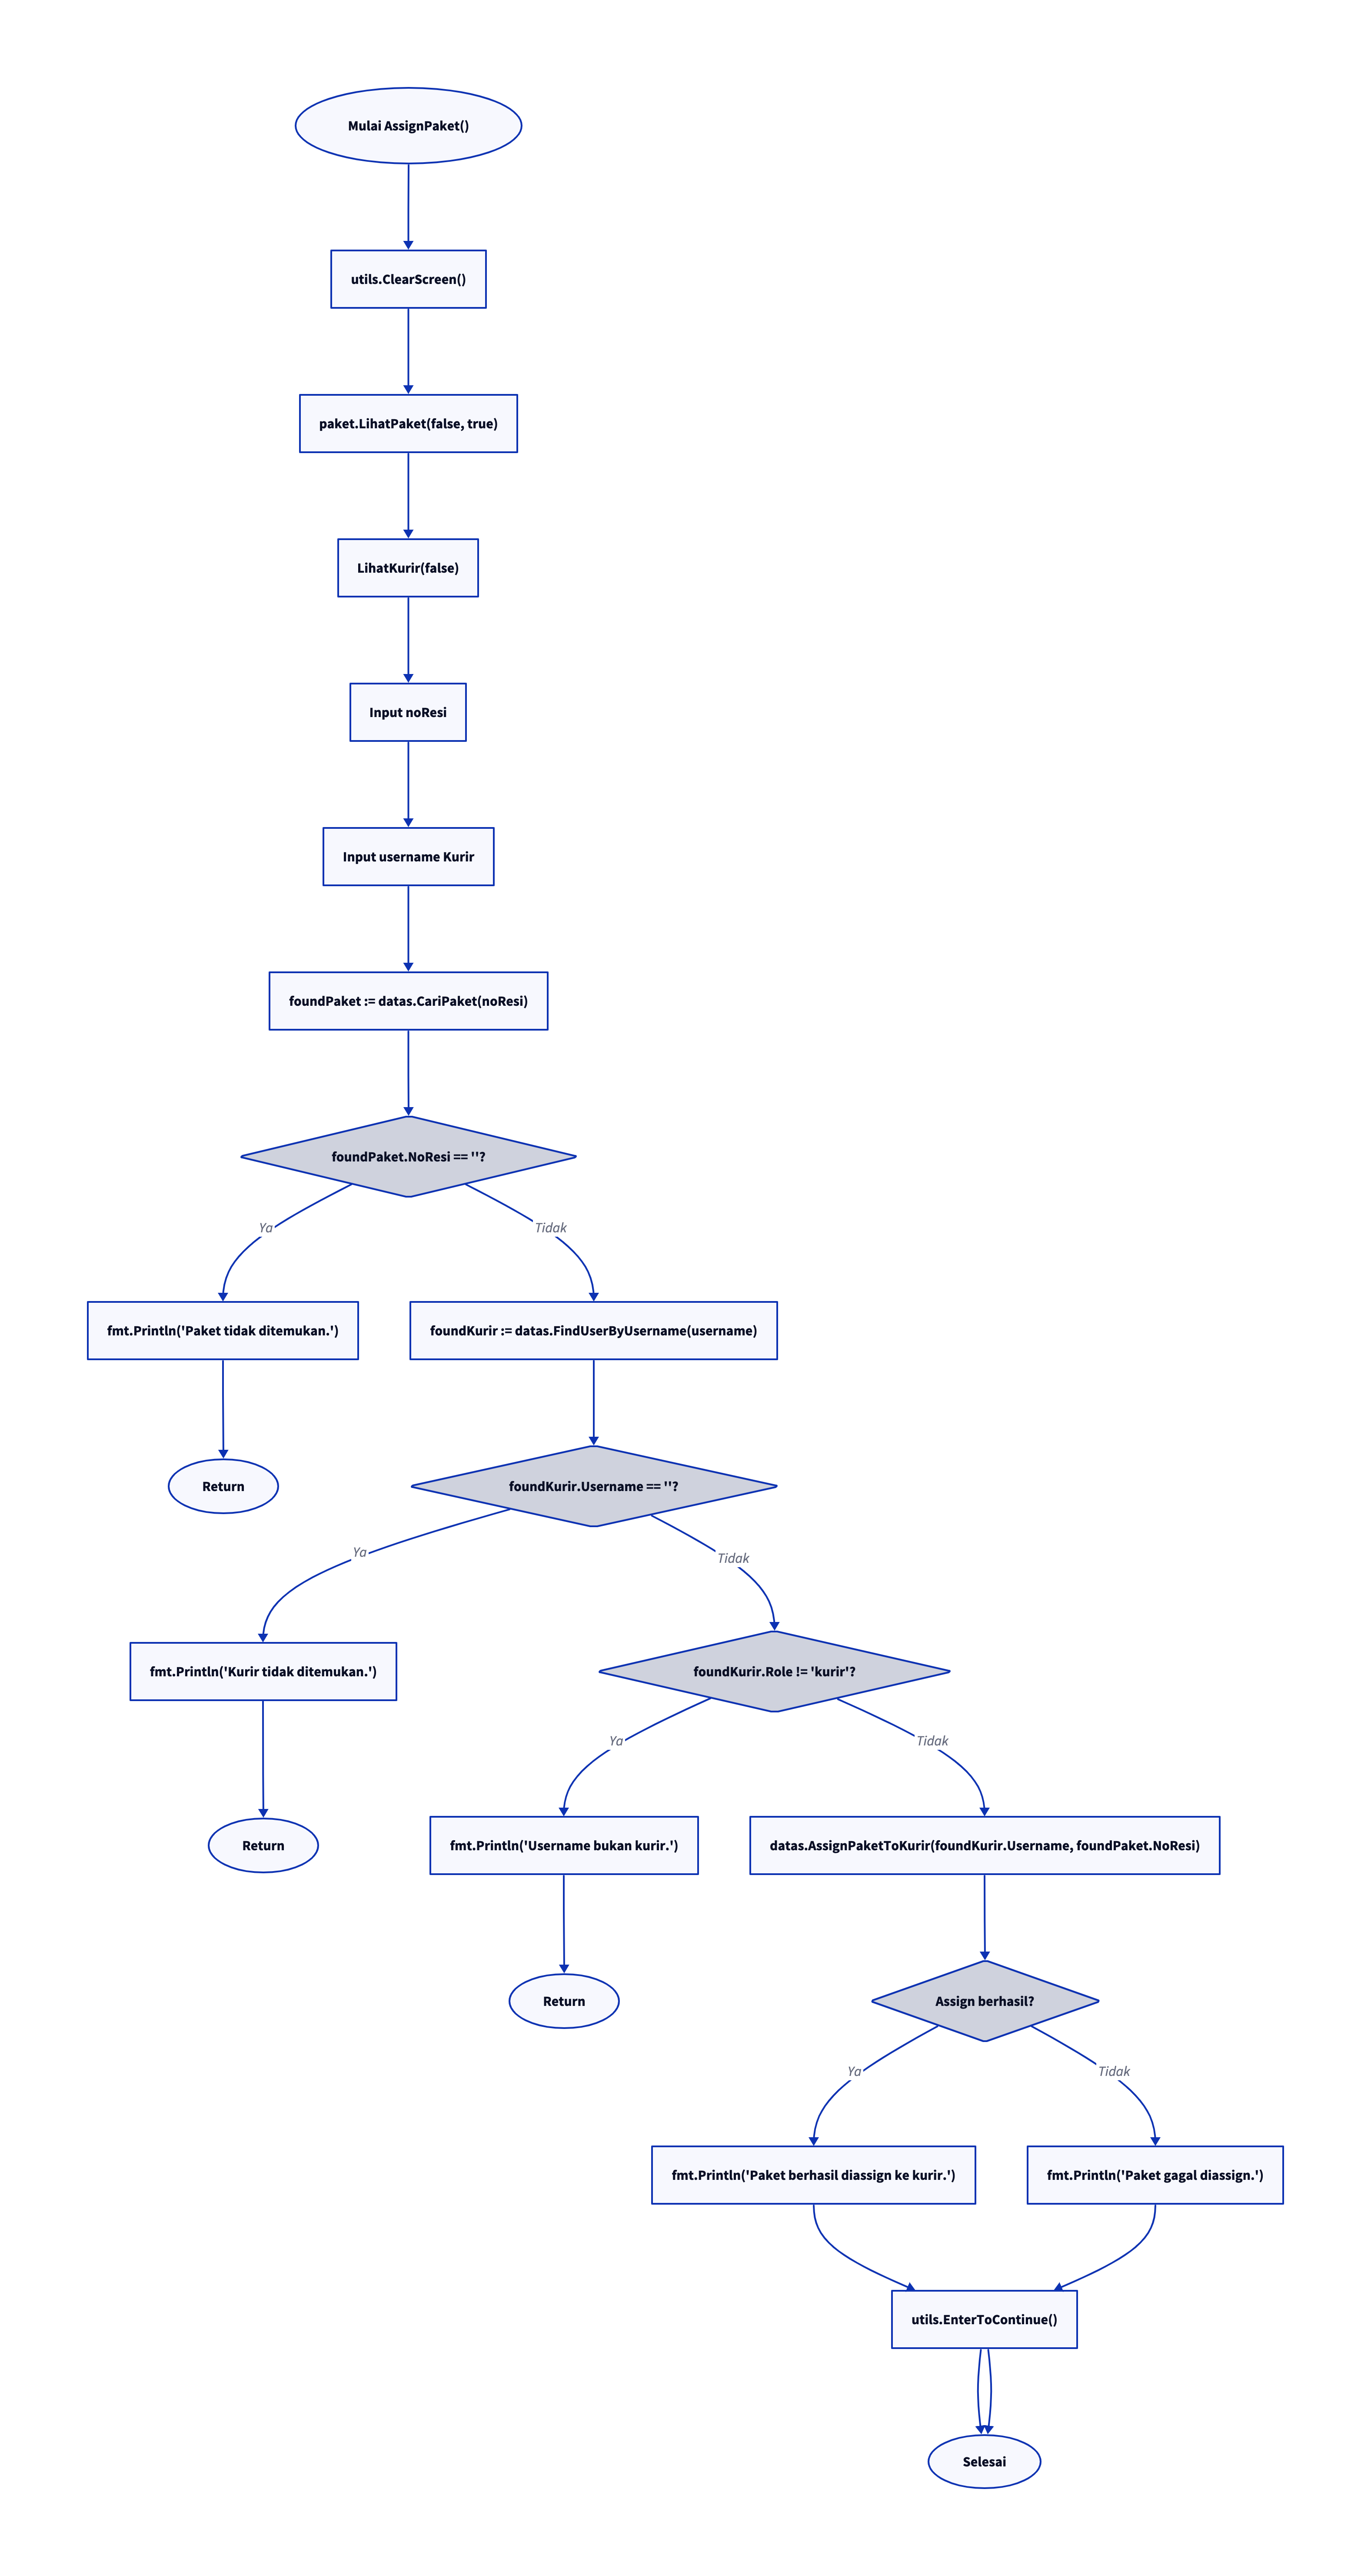 Mulai AssignPaket()
utils.ClearScreen()
paket.LihatPaket(false, true)
LihatKurir(false)
Input noResi
Input username Kurir
foundPaket := datas.CariPaket(noResi)
foundPaket.NoResi == ''?
Ya
Tidak
fmt.Println('Paket tidak ditemukan.')
foundKurir := datas.FindUserByUsername(username)
Return
foundKurir.Username == ''?
Ya
Tidak
fmt.Println('Kurir tidak ditemukan.')
foundKurir.Role != 'kurir'?
Ya
Tidak
Return
fmt.Println('Username bukan kurir.')
datas.AssignPaketToKurir(foundKurir.Username, foundPaket.NoResi)
Return
Assign berhasil?
Ya
Tidak
fmt.Println('Paket berhasil diassign ke kurir.')
fmt.Println('Paket gagal diassign.')
utils.EnterToContinue()
Selesai